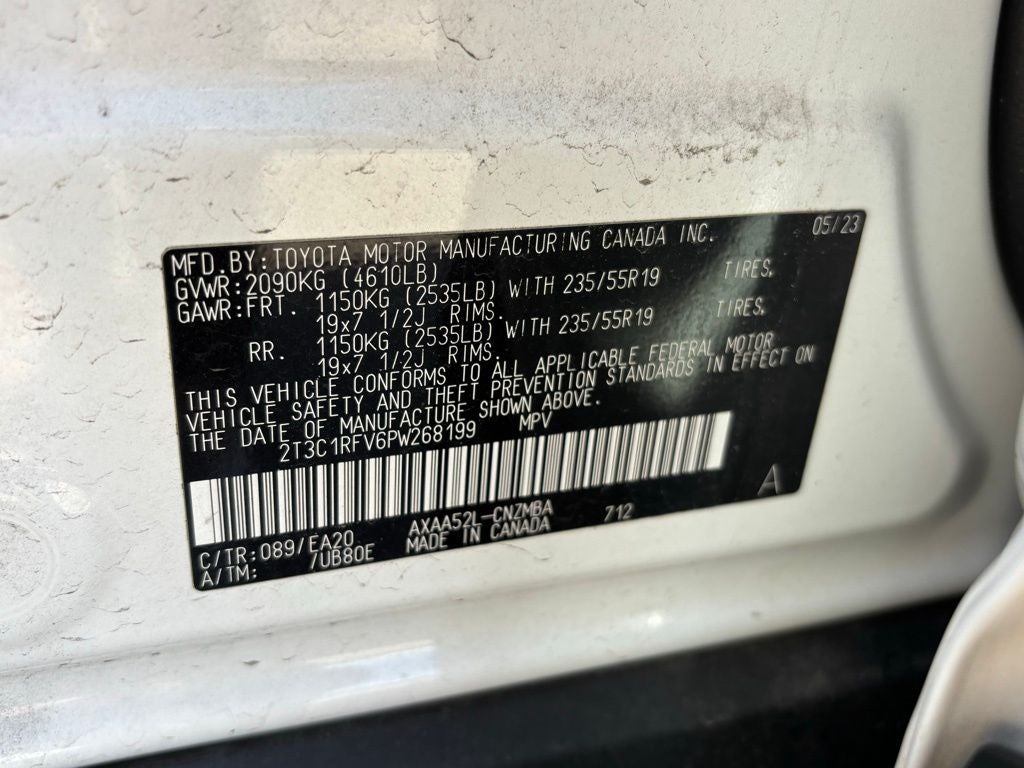 MFD.BY:TOYOTA MOTOR MANUFACTURING CANADA INC. 05/23
GVWR:2090KG (4610LB)
GAWR:FRT. 1150KG (2535LB) WITH 235/55R19 TIRES,
19x7 1/2J RIMS.
RR. 1150KG (2535LB) WITH 235/55R19 TIRES,
19x7 1/2J RIMS.
THIS VEHICLE CONFORMS TO ALL APPLICABLE FEDERAL MOTOR
VEHICLE SAFETY AND THEFT PREVENTION STANDARDS IN EFFECT ON
THE DATE OF MANUFACTURE SHOWN ABOVE.
2T3C1RFV6PW268199 MPV
A
C/TR:089/EA20 AXAA52L-CNZMBA 712
A/TM: /UB80E MADE IN CANADA